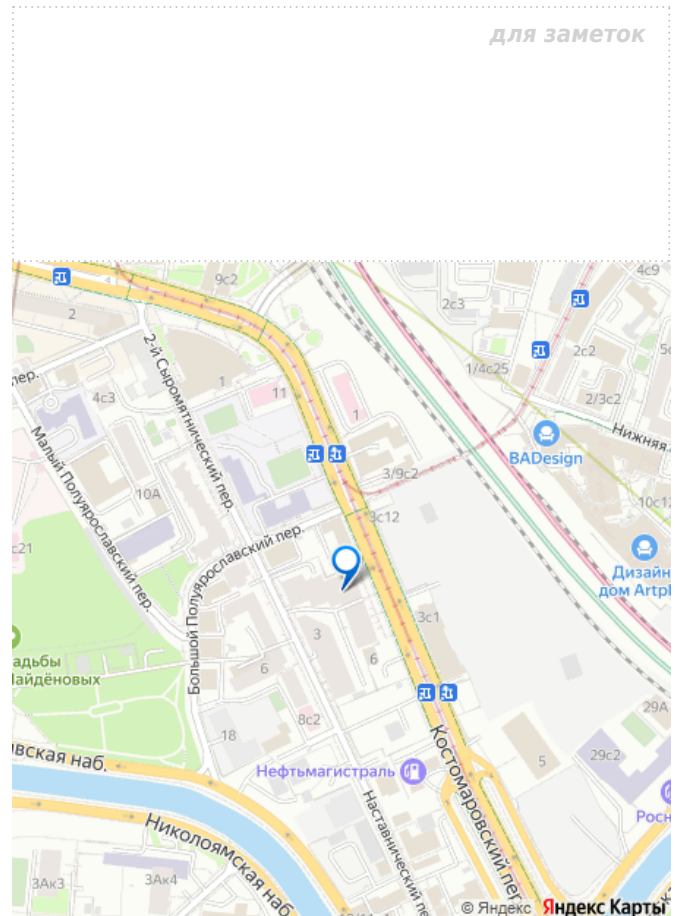 для заметок
9с2
4с9
2
2с3
2-й Сыромятнический пер.
1/4с25
2с2
5с
пер.
1
11
1
4с3
2/3с2
Нижняя
BADesign
Малый Полуярославский пер.
10А
3/9с2
10с12
3с12
с21
Большой Полуярославский пер.
Дизайн
дом Artpl
3с1
3
6
адьбы
Найдёновых
6
29А
8с2
18
29с2
5
вская наб.
Нефтьмагистраль
Росн
Костомаровский пер
Наставнический пе
Николоямская наб.
3Ак3
3Ак4
© Яндекс Яндекс Карты